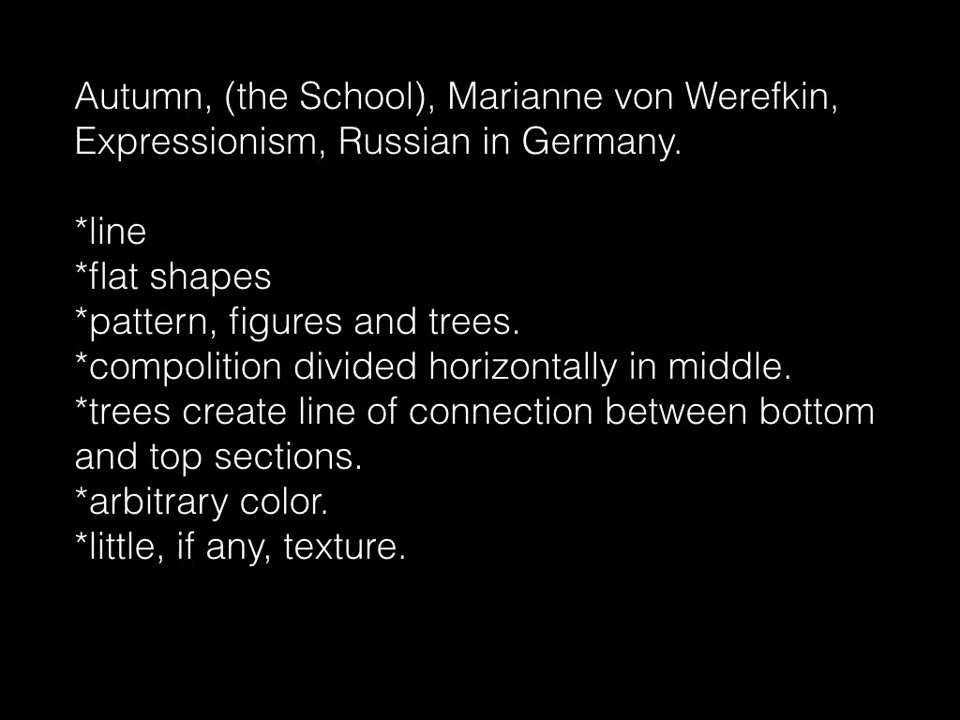 Autumn, (the School), Marianne von Werefkin,
Expressionism, Russian in Germany.
*line
*flat shapes
*pattern, figures and trees.
*compolition divided horizontally in middle.
*trees create line of connection between bottom
and top sections.
*arbitrary color.
*little, if any, texture.